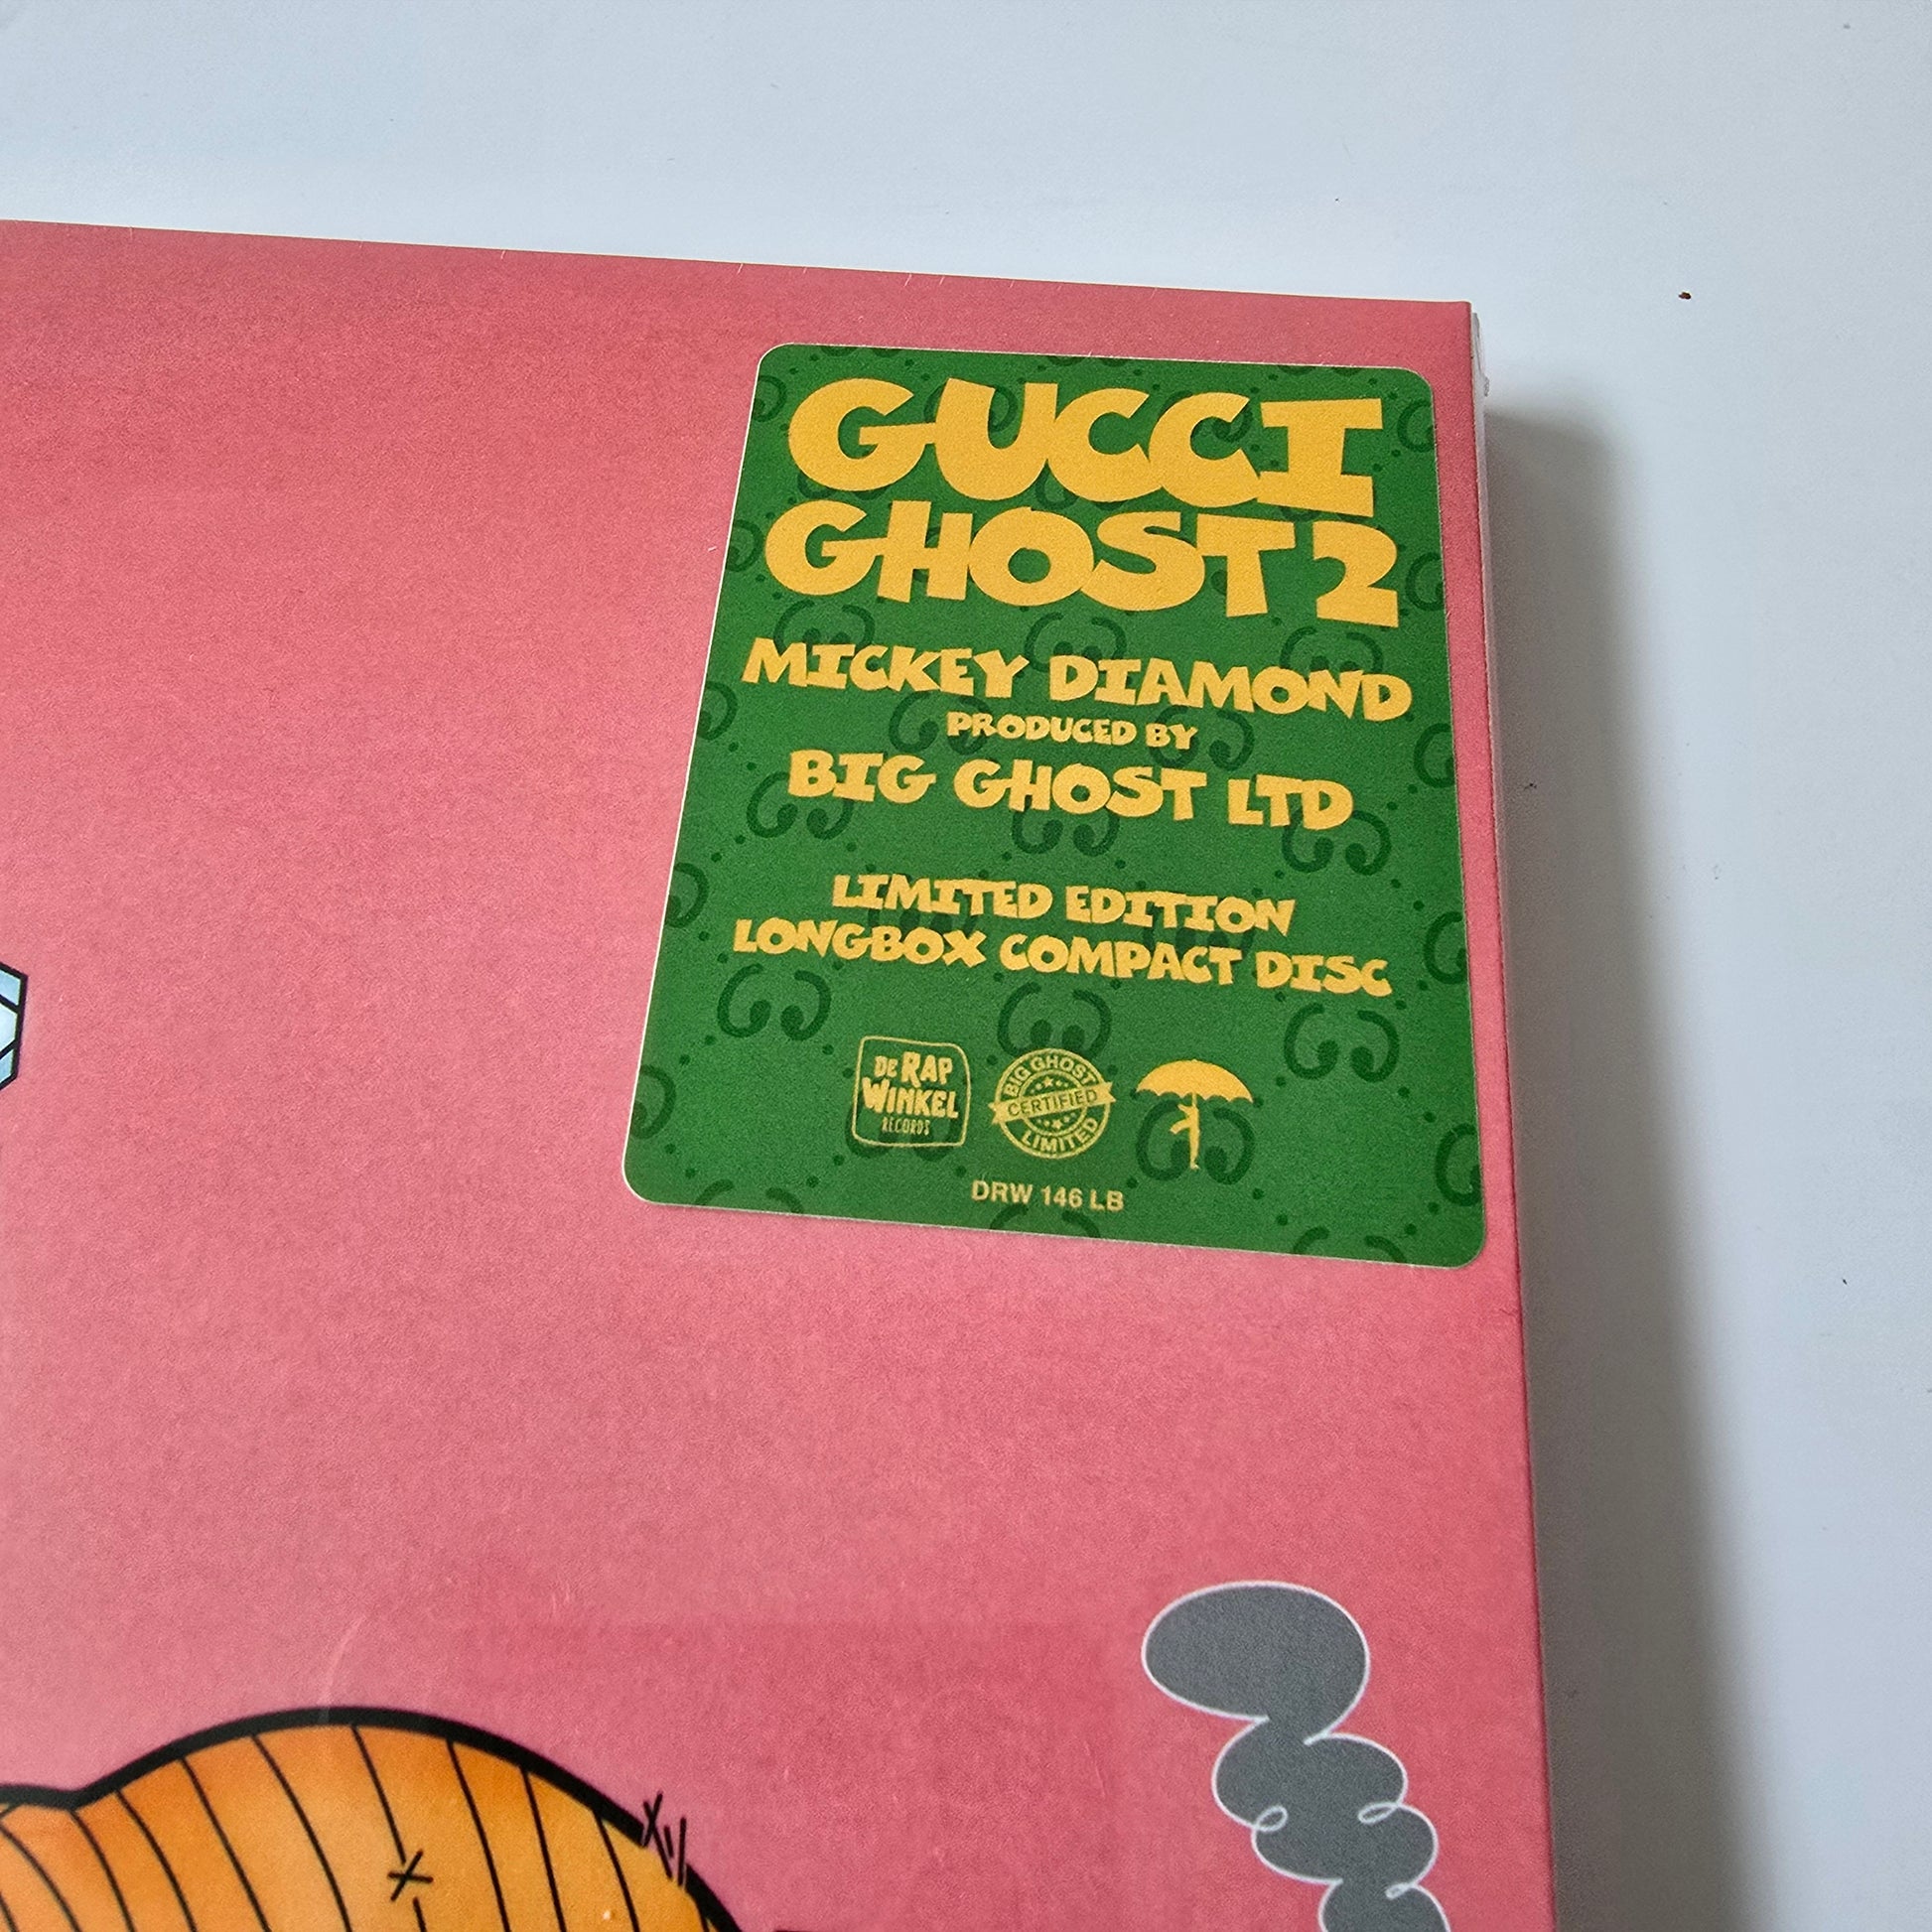 GUCCI
GHOST 2
MICKEY DIAMOND
PRODUCED BY
BIG GHOST LTD
LIMITED EDITION
LONGBOX COMPACT DISC
DE RAP
WINKEL
RECORDS
BIG GHOST
CERTIFIED
LIMITED
DRW 146 LB